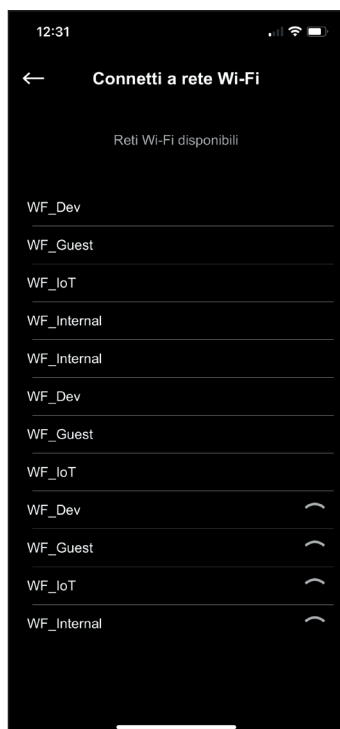 12:31
Connetti a rete Wi-Fi
Reti Wi-Fi disponibili
WF_Dev
WF_Guest
WF_IoT
WF_Internal
WF_Internal
WF_Dev
WF_Guest
WF_IoT
WF_Dev
WF_Guest
WF_IoT
WF_Internal